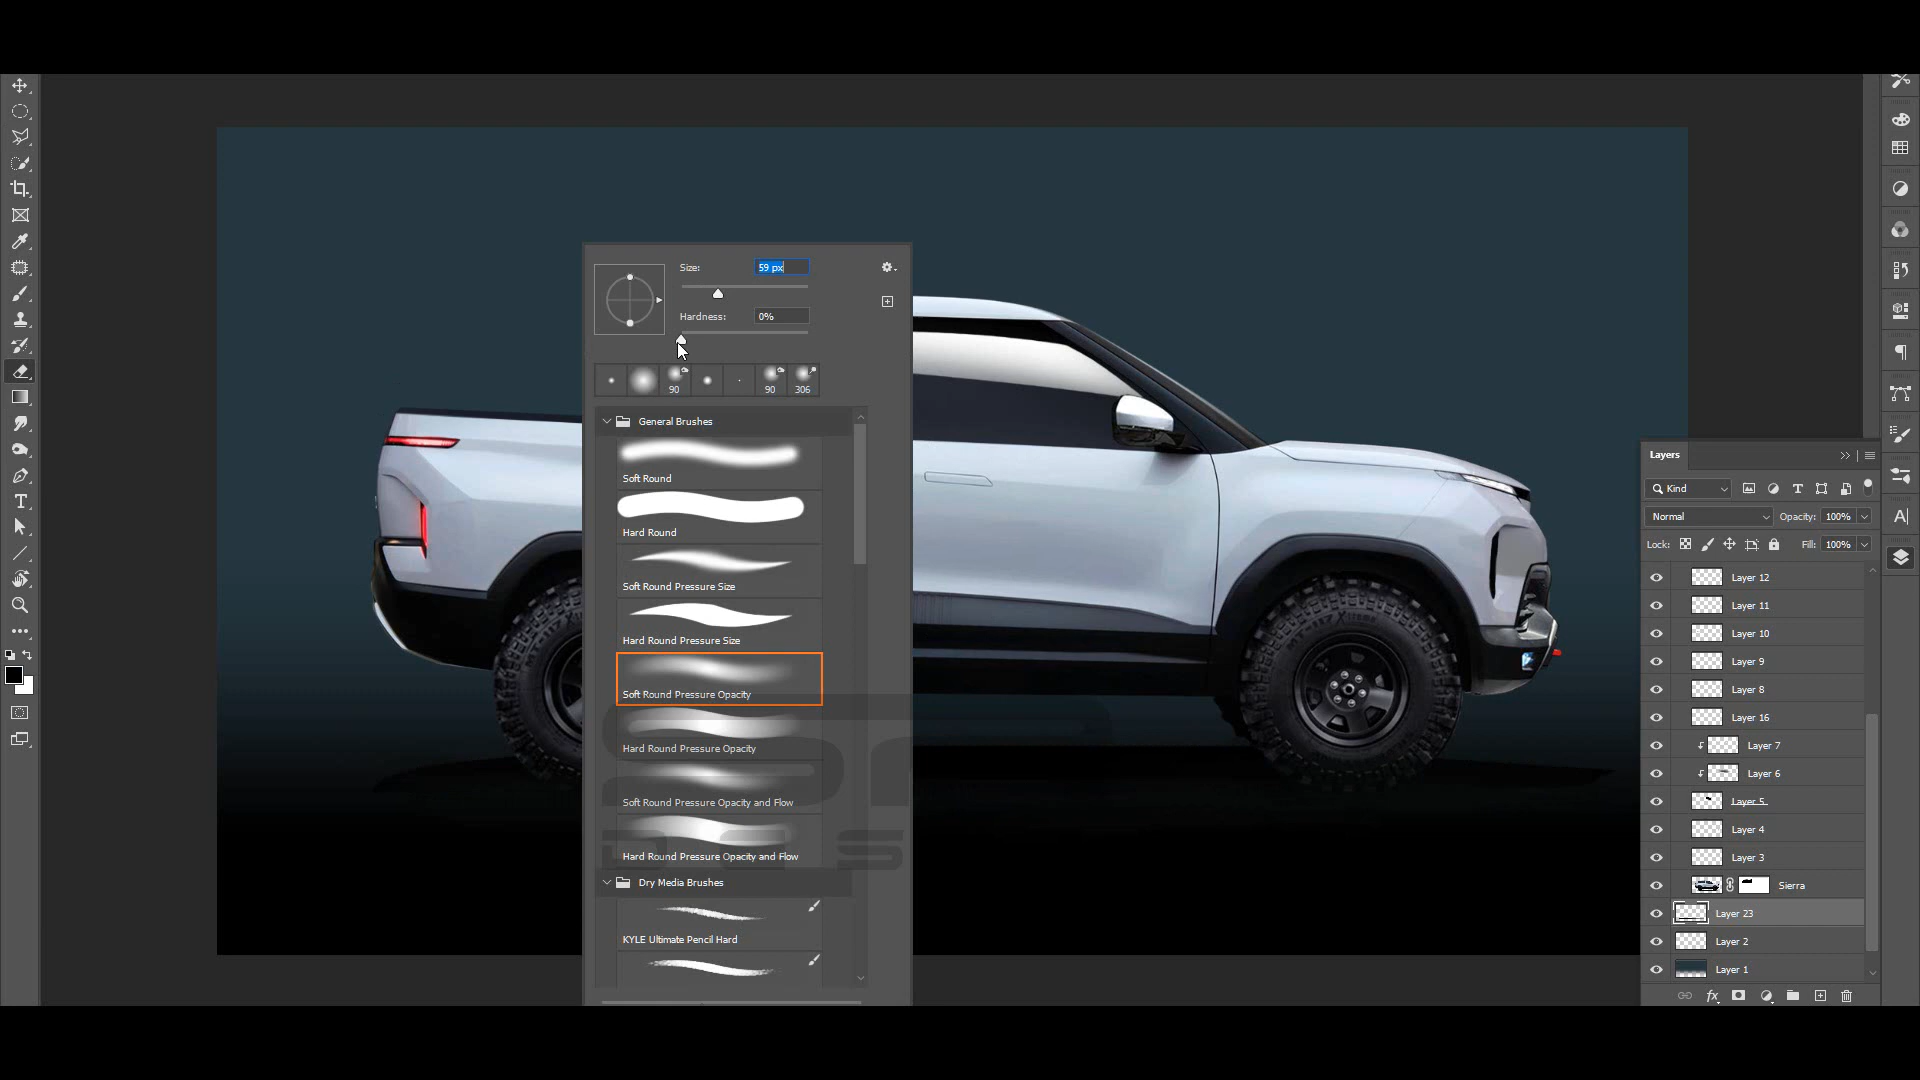 Size:
59 px
Hardness:
0%
90
90
306
General Brushes
Soft Round
Hard Round
Soft Round Pressure Size
Hard Round Pressure Size
Soft Round Pressure Opacity
Hard Round Pressure Opacity
Soft Round Pressure Opacity and Flow
Hard Round Pressure Opacity and Flow
Dry Media Brushes
KYLE Ultimate Pencil Hard
Layers
Kind
Normal
Opacity:
100%
Lock:
Fill:
100%
Layer 12
Layer 11
Layer 10
Layer 9
Layer 8
Layer 16
Layer 7
Layer 6
Layer 5
Layer 4
Layer 3
Sierra
Layer 23
Layer 2
Layer 1